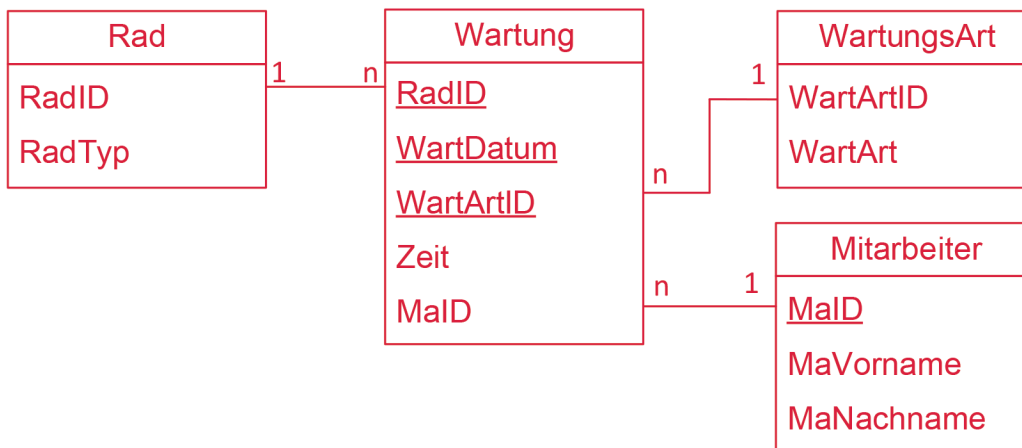 Rad
RadID
RadTyp
1
n
Wartung
RadID
WartDatum
WartArtID
Zeit
MaID
n
1
WartungsArt
WartArtID
WartArt
n
1
Mitarbeiter
MaID
MaVorname
MaNachname